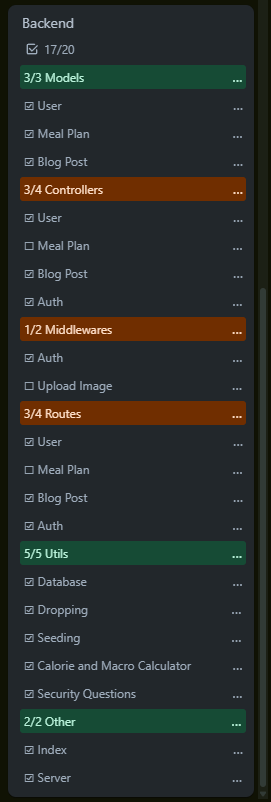 Backend
17/20
3/3 Models ...
User ...
Meal Plan ...
Blog Post ...
3/4 Controllers ...
User ...
Meal Plan ...
Blog Post ...
Auth ...
1/2 Middlewares ...
Auth ...
Upload Image ...
3/4 Routes ...
User ...
Meal Plan ...
Blog Post ...
Auth ...
5/5 Utils ...
Database ...
Dropping ...
Seeding ...
Calorie and Macro Calculator ...
Security Questions ...
2/2 Other ...
Index ...
Server ...